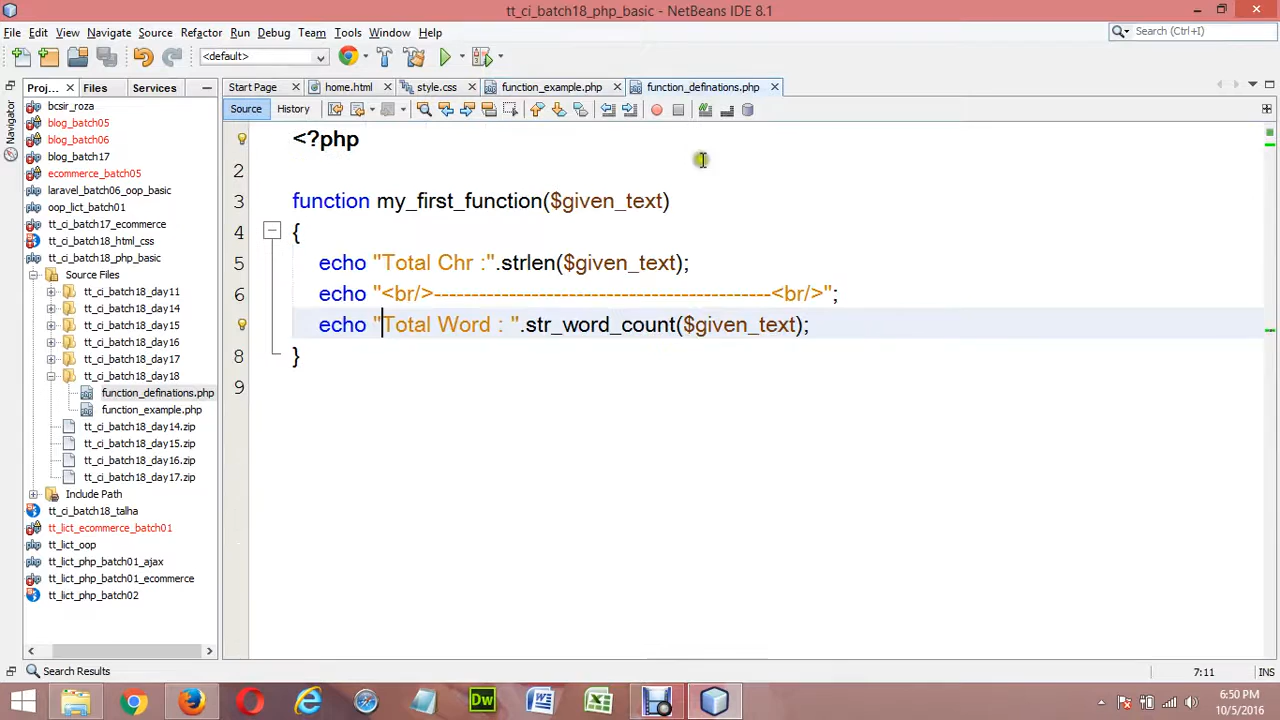 tt_ci_batch18_php_basic - NetBeans IDE 8.1
File Edit View Navigate Source Refactor Run Debug Team Tools Window Help
Search (Ctrl+I)
<default>
Proj... Files Services
Start Page home.html style.css function_example.php function_definations.php
Source History
Navigator
bcsir_roza
blog_batch05
blog_batch06
blog_batch17
ecommerce_batch05
laravel_batch06_oop_basic
oop_lict_batch01
tt_ci_batch17_ecommerce
tt_ci_batch18_html_css
tt_ci_batch18_php_basic
Source Files
tt_ci_batch18_day11
tt_ci_batch18_day14
tt_ci_batch18_day15
tt_ci_batch18_day16
tt_ci_batch18_day17
tt_ci_batch18_day18
function_definations.php
function_example.php
tt_ci_batch18_day14.zip
tt_ci_batch18_day15.zip
tt_ci_batch18_day16.zip
tt_ci_batch18_day17.zip
Include Path
tt_ci_batch18_talha
tt_lict_ecommerce_batch01
tt_lict_oop
tt_lict_php_batch01_ajax
tt_lict_php_batch01_ecommerce
tt_lict_php_batch02
<?php
2
3 function my_first_function($given_text)
4 {
5 echo "Total Chr :".strlen($given_text);
6 echo "<br/>---------------------------------------------<br/>";
echo "Total Word : ".str_word_count($given_text);
8 }
9
Search Results
7:11 INS
Dw
6:50 PM
10/5/2016